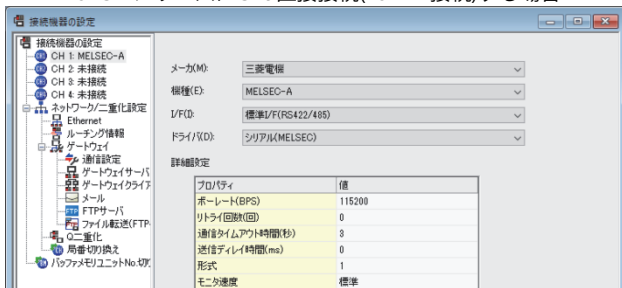 接続機器の設定
接続機器の設定
CH 1: MELSEC-A
CH 2: 未接続
CH 3: 未接続
CH 4: 未接続
ネットワーク/二重化設定
Ethernet
ルーチング情報
ゲートウェイ
通信設定
ゲートウェイサーバ
ゲートウェイクライア
メール
FTPサーバ
ファイル転送(FTP
Q二重化
局番切り換え
バッファメモリユニットNo.切
メーカ(M): 三菱電機
機種(E): MELSEC-A
I/F(I): 標準I/F(RS422/485)
ドライバ(D): シリアル(MELSEC)
詳細設定
プロパティ 値
ボーレート(BPS) 115200
リトライ回数(回) 0
通信タイムアウト時間(秒) 3
送信ディレイ時間(ms) 0
形式 1
モニタ速度 標準